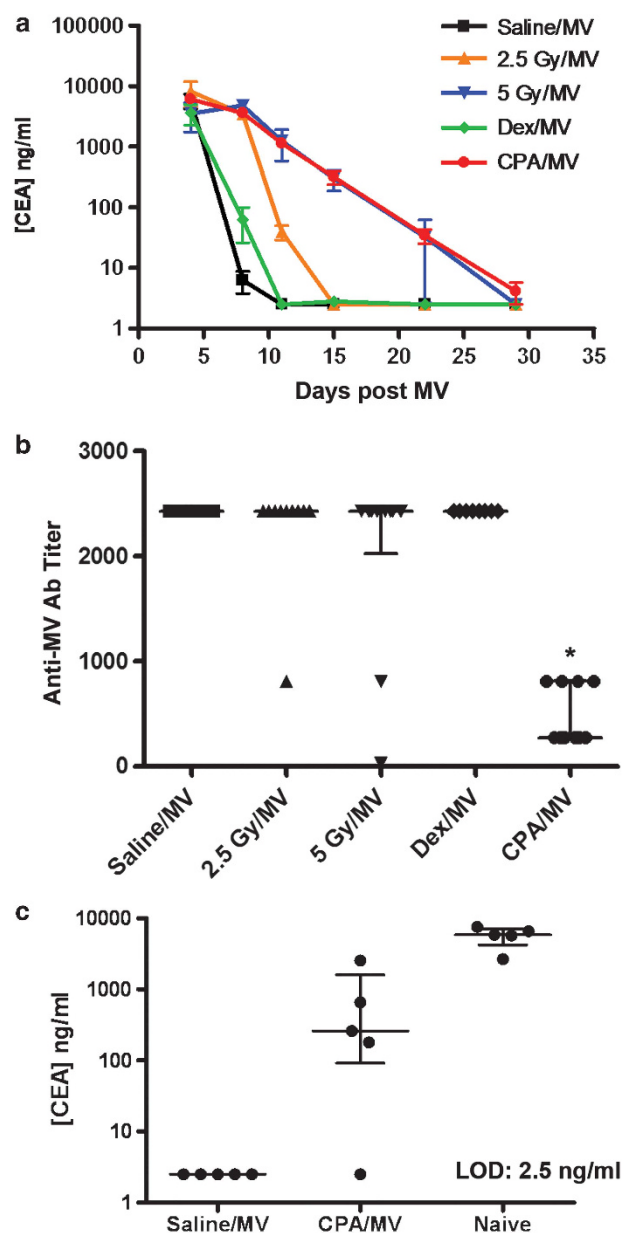 a
100000
10000
1000
100
10
1
[CEA] ng/ml
0 5 10 15 20 25 30 35
Days post MV
Saline/MV
2.5 Gy/MV
5 Gy/MV
Dex/MV
CPA/MV
b
3000
2000
1000
0
Anti-MV Ab Titer
*
Saline/MV
2.5 Gy/MV
5 Gy/MV
Dex/MV
CPA/MV
c
10000
1000
100
10
1
[CEA] ng/ml
LOD: 2.5 ng/ml
Saline/MV CPA/MV Naive